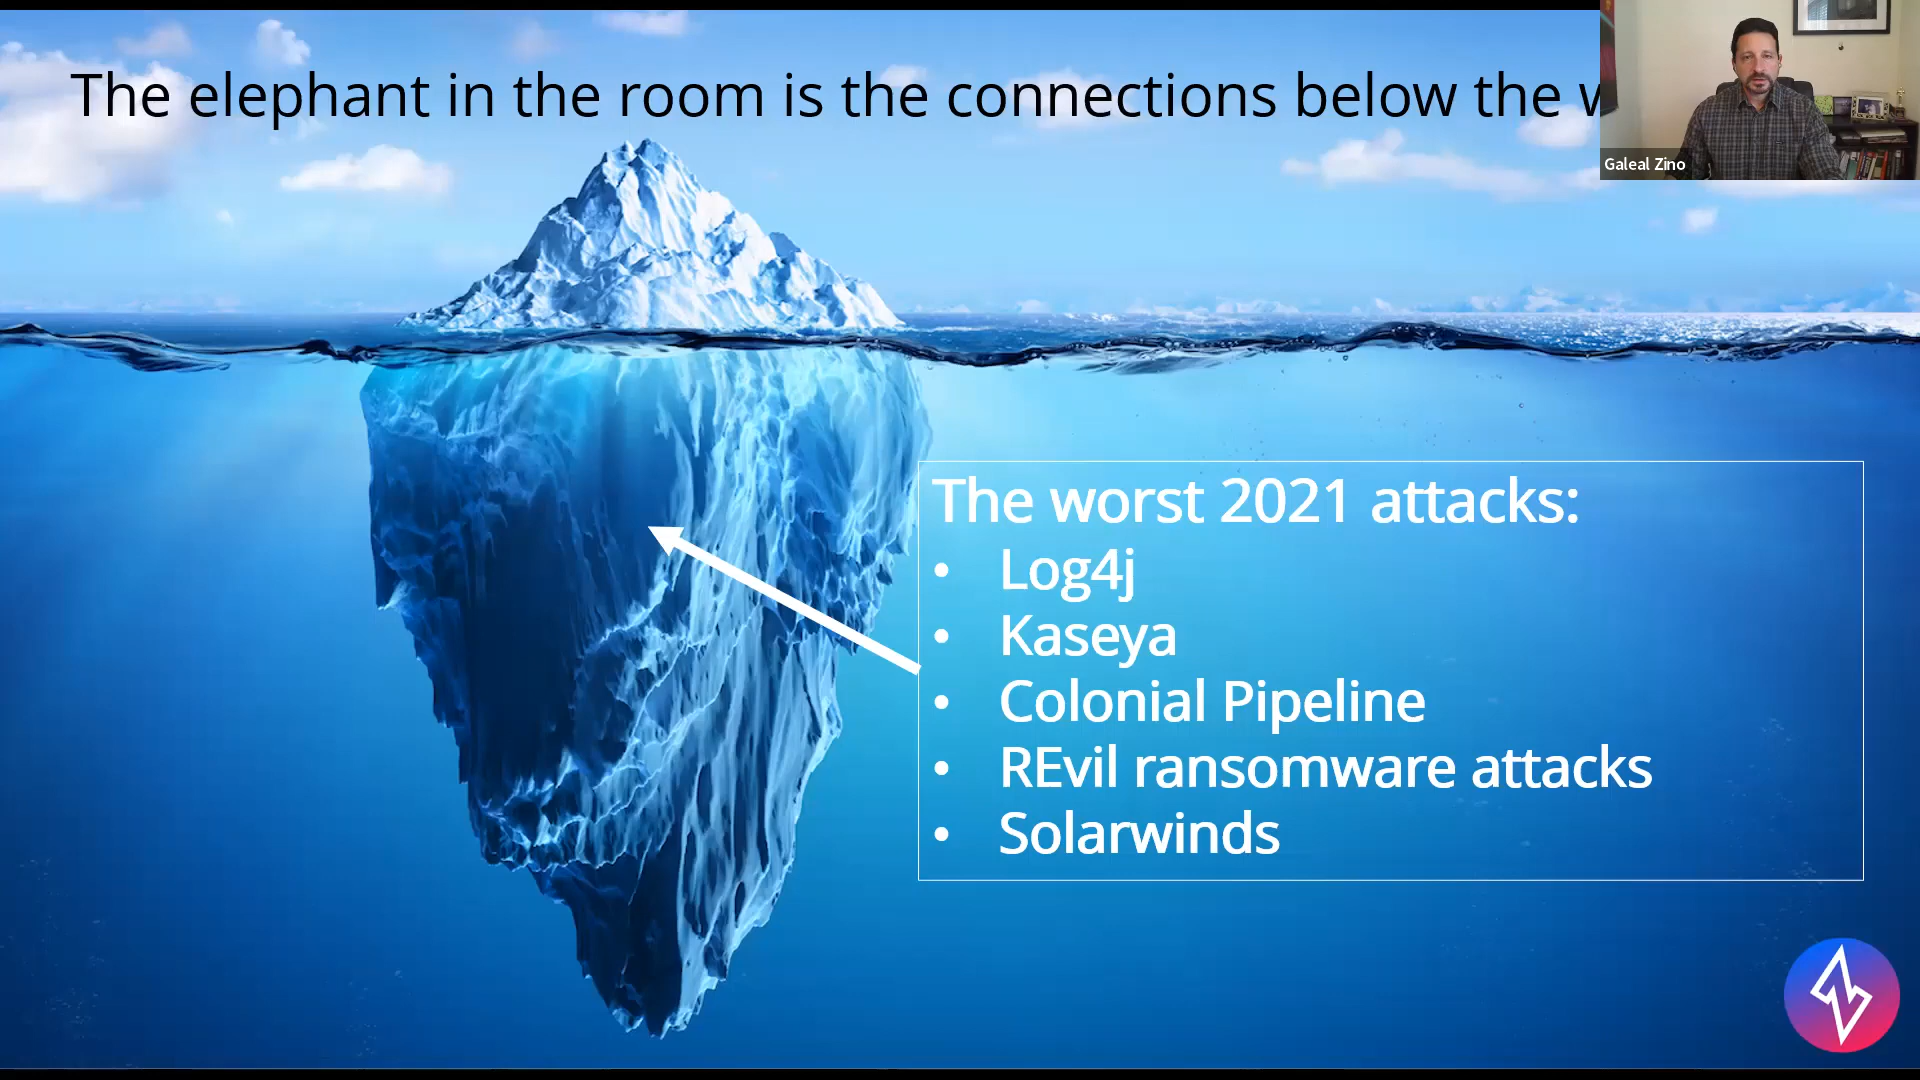 The elephant in the room is the connections below the
Galeal Zino
The worst 2021 attacks:
• Log4j
• Kaseya
• Colonial Pipeline
• REvil ransomware attacks
• Solarwinds